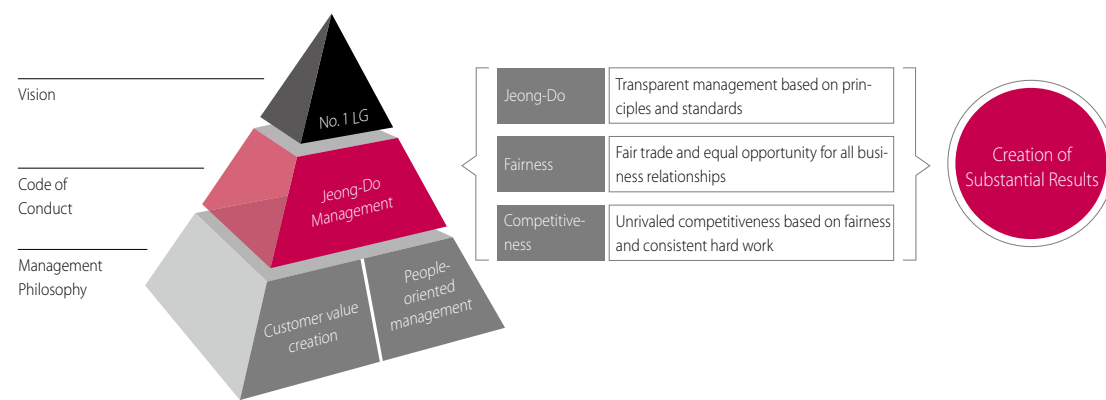 Vision
Code of
Conduct
Management
Philosophy
No. 1 LG
Jeong-Do
Management
Customer value
creation
People-
oriented
management
Jeong-Do
Transparent management based on prin-
ciples and standards
Fairness
Fair trade and equal opportunity for all busi-
ness relationships
Competitive-
ness
Unrivaled competitiveness based on fairness
and consistent hard work
Creation of
Substantial Results